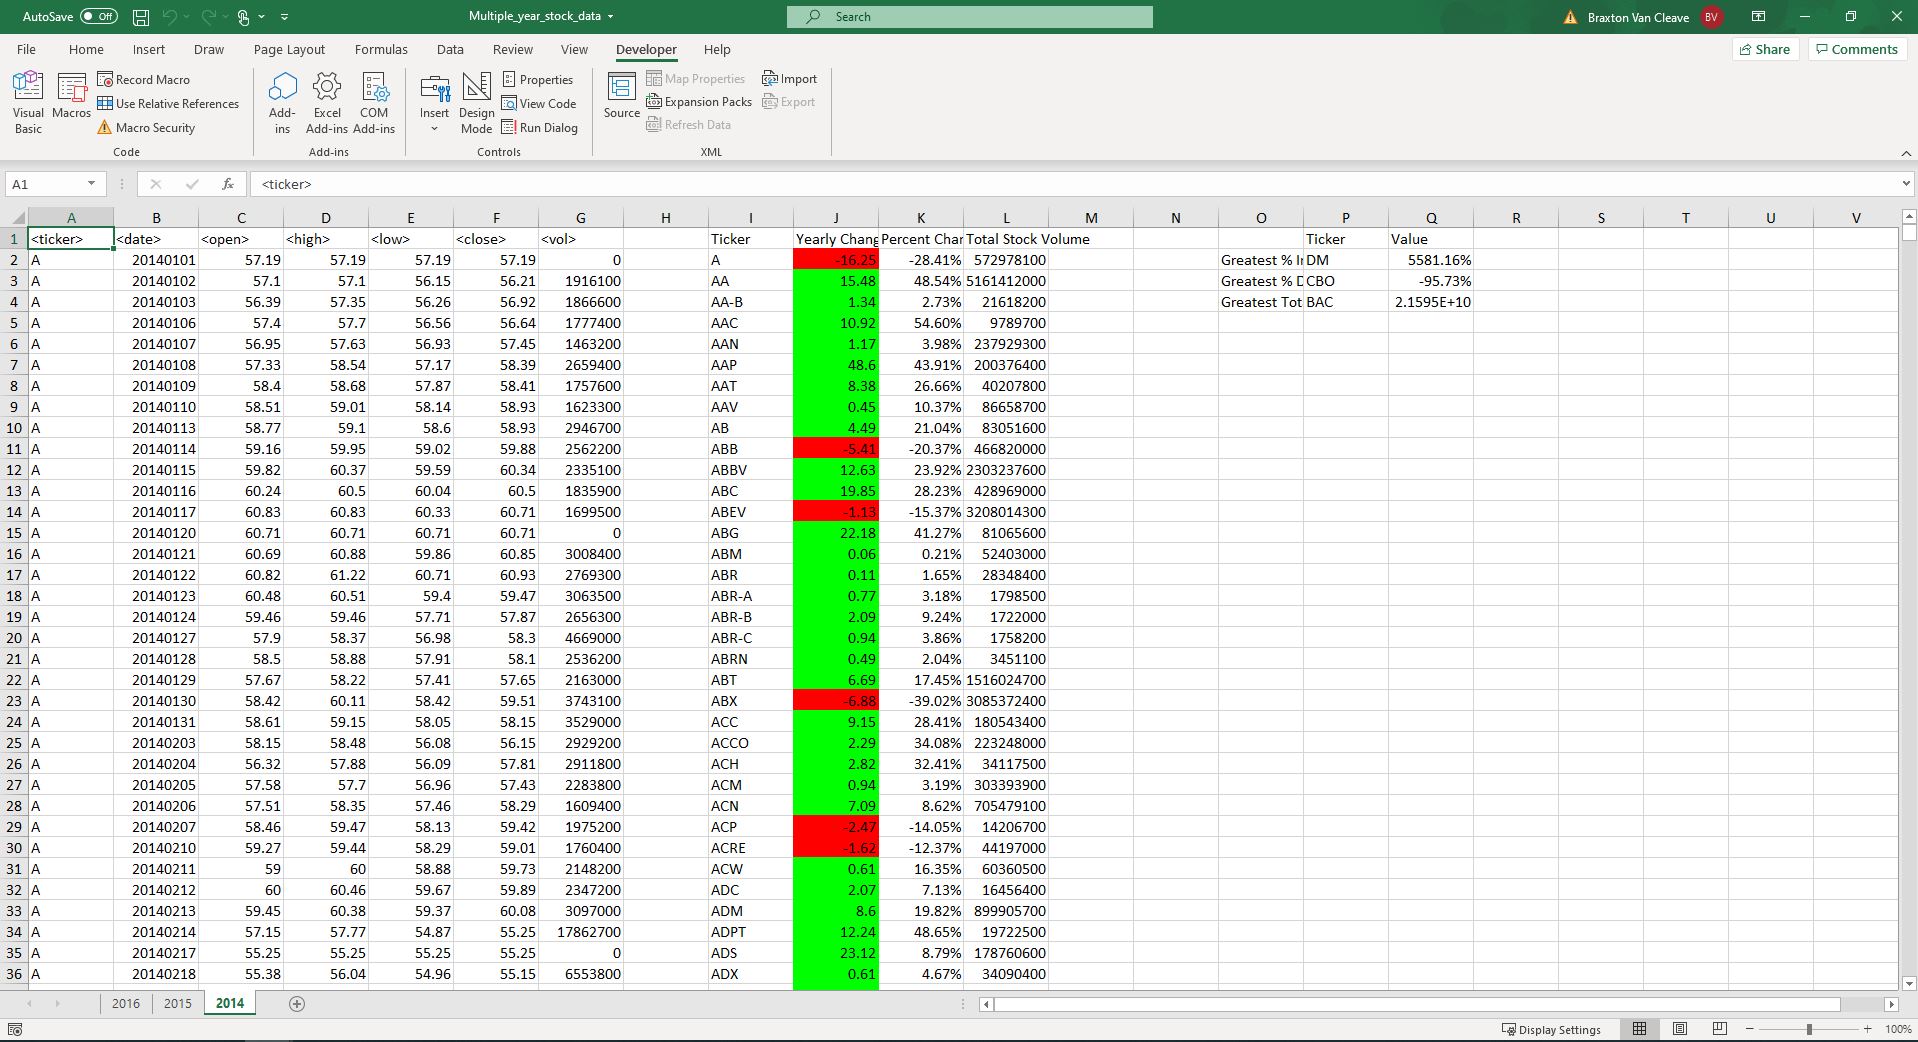 AutoSave Off Multiple_year_stock_data Search Braxton Van Cleave BV
File Home Insert Draw Page Layout Formulas Data Review View Developer Help Share Comments
Visual Basic Macros Record Macro Use Relative References Macro Security Code
Add-ins Excel Add-ins COM Add-ins Add-ins
Insert Design Mode Properties View Code Run Dialog Controls
Source Map Properties Expansion Packs Refresh Data Import Export XML
A1 fx <ticker>
A B C D E F G H I J K L M N O P Q R S T U V
1 <ticker> <date> <open> <high> <low> <close> <vol> Ticker Yearly Chang Percent Char Total Stock Volume Ticker Value
2 A 20140101 57.19 57.19 57.19 57.19 0 A -16.25 -28.41% 572978100 Greatest % I DM 5581.16%
3 A 20140102 57.1 57.1 56.15 56.21 1916100 AA 15.48 48.54% 5161412000 Greatest % D CBO -95.73%
4 A 20140103 56.39 57.35 56.26 56.92 1866600 AA-B 1.34 2.73% 21618200 Greatest Tot BAC 2.1595E+10
5 A 20140106 57.4 57.7 56.56 56.64 1777400 AAC 10.92 54.60% 9789700
6 A 20140107 56.95 57.63 56.93 57.45 1463200 AAN 1.17 3.98% 237929300
7 A 20140108 57.33 58.54 57.17 58.39 2659400 AAP 48.6 43.91% 200376400
8 A 20140109 58.4 58.68 57.87 58.41 1757600 AAT 8.38 26.66% 40207800
9 A 20140110 58.51 59.01 58.14 58.93 1623300 AAV 0.45 10.37% 86658700
10 A 20140113 58.77 59.1 58.6 58.93 2946700 AB 4.49 21.04% 83051600
11 A 20140114 59.16 59.95 59.02 59.88 2562200 ABB -5.41 -20.37% 466820000
12 A 20140115 59.82 60.37 59.59 60.34 2335100 ABBV 12.63 23.92% 2303237600
13 A 20140116 60.24 60.5 60.04 60.5 1835900 ABC 19.85 28.23% 428969000
14 A 20140117 60.83 60.83 60.33 60.71 1699500 ABEV -1.13 -15.37% 3208014300
15 A 20140120 60.71 60.71 60.71 60.71 0 ABG 22.18 41.27% 81065600
16 A 20140121 60.69 60.88 59.86 60.85 3008400 ABM 0.06 0.21% 52403000
17 A 20140122 60.82 61.22 60.71 60.93 2769300 ABR 0.11 1.65% 28348400
18 A 20140123 60.48 60.51 59.4 59.47 3063500 ABR-A 0.77 3.18% 1798500
19 A 20140124 59.46 59.46 57.71 57.87 2656300 ABR-B 2.09 9.24% 1722000
20 A 20140127 57.9 58.37 56.98 58.3 4669000 ABR-C 0.94 3.86% 1758200
21 A 20140128 58.5 58.88 57.91 58.1 2536200 ABRN 0.49 2.04% 3451100
22 A 20140129 57.67 58.22 57.41 57.65 2163000 ABT 6.69 17.45% 1516024700
23 A 20140130 58.42 60.11 58.42 59.51 3743100 ABX -6.88 -39.02% 3085372400
24 A 20140131 58.61 59.15 58.05 58.15 3529000 ACC 9.15 28.41% 180543400
25 A 20140203 58.15 58.48 56.08 56.15 2929200 ACCO 2.29 34.08% 223248000
26 A 20140204 56.32 57.88 56.09 57.81 2911800 ACH 2.82 32.41% 34117500
27 A 20140205 57.58 57.7 56.96 57.43 2283800 ACM 0.94 3.19% 303393900
28 A 20140206 57.51 58.35 57.46 58.29 1609400 ACN 7.09 8.62% 705479100
29 A 20140207 58.46 59.47 58.13 59.42 1975200 ACP -2.47 -14.05% 14206700
30 A 20140210 59.27 59.44 58.29 59.01 1760400 ACRE -1.62 -12.37% 44197000
31 A 20140211 59 60 58.88 59.73 2148200 ACW 0.61 16.35% 60360500
32 A 20140212 60 60.46 59.67 59.89 2347200 ADC 2.07 7.13% 16456400
33 A 20140213 59.45 60.38 59.37 60.08 3097000 ADM 8.6 19.82% 899905700
34 A 20140214 57.15 57.77 54.87 55.25 17862700 ADPT 12.24 48.65% 19722500
35 A 20140217 55.25 55.25 55.25 55.25 0 ADS 23.12 8.79% 178760600
36 A 20140218 55.38 56.04 54.96 55.15 6553800 ADX 0.61 4.67% 34090400
2016 2015 2014
Display Settings 100%